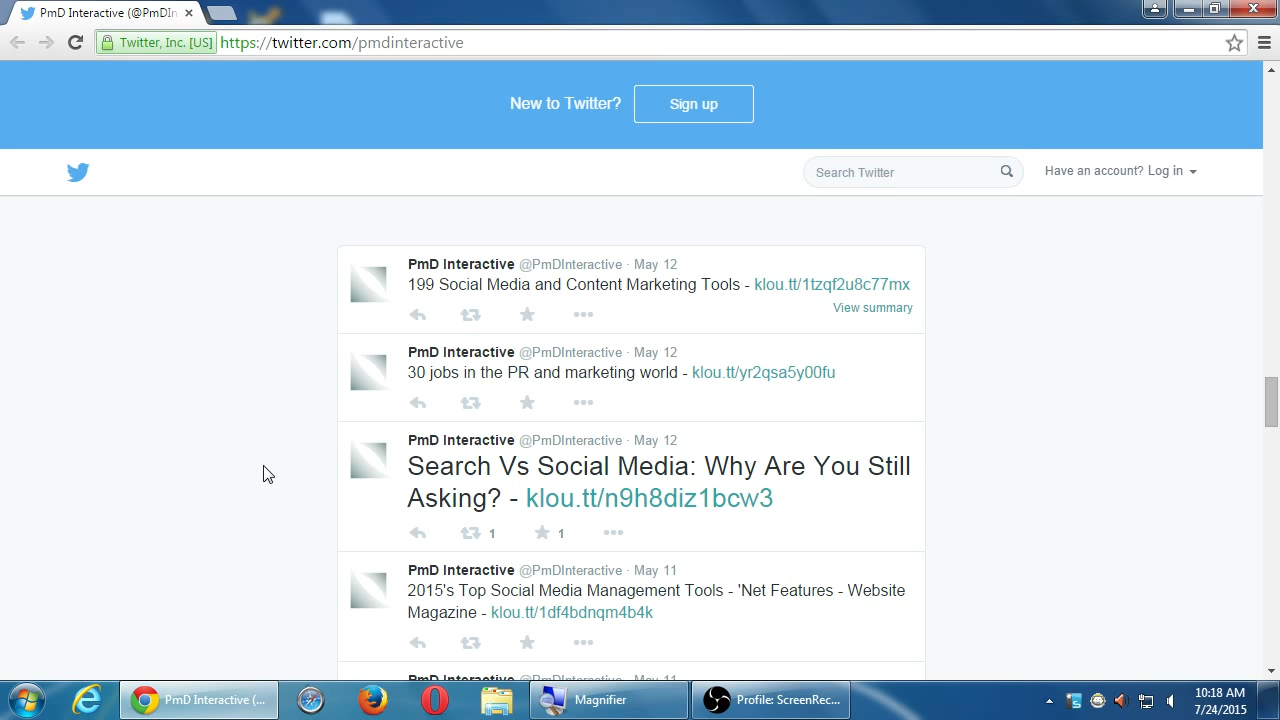 PmD Interactive (@PmDIn
Twitter, Inc. [US] https://twitter.com/pmdinteractive
New to Twitter? Sign up
Search Twitter
Have an account? Log in
PmD Interactive @PmDInteractive · May 12
199 Social Media and Content Marketing Tools - klou.tt/1tzqf2u8c77mx
View summary
PmD Interactive @PmDInteractive · May 12
30 jobs in the PR and marketing world - klou.tt/yr2qsa5y00fu
PmD Interactive @PmDInteractive · May 12
Search Vs Social Media: Why Are You Still
Asking? - klou.tt/n9h8diz1bcw3
1 1
PmD Interactive @PmDInteractive · May 11
2015's Top Social Media Management Tools - 'Net Features - Website
Magazine - klou.tt/1df4bdnqm4b4k
PmD Interactive @PmDInteractive · May 11
PmD Interactive (... Magnifier Profile: ScreenRec... 10:18 AM
7/24/2015